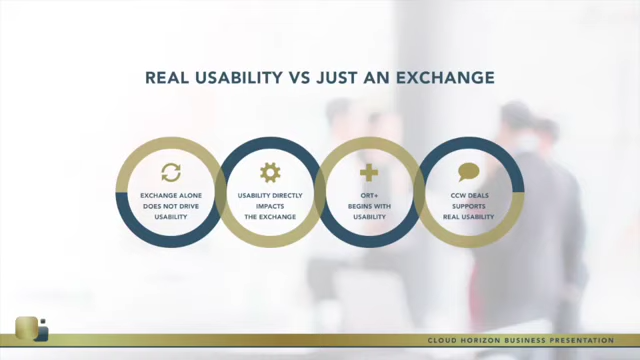 REAL USABILITY VS JUST AN EXCHANGE
EXCHANGE ALONE
DOES NOT DRIVE
USABILITY
USABILITY DIRECTLY
IMPACTS
THE EXCHANGE
ORT+
BEGINS WITH
USABILITY
CCW DEALS
SUPPORTS
REAL USABILITY
CLOUD HORIZON BUSINESS PRESENTATION